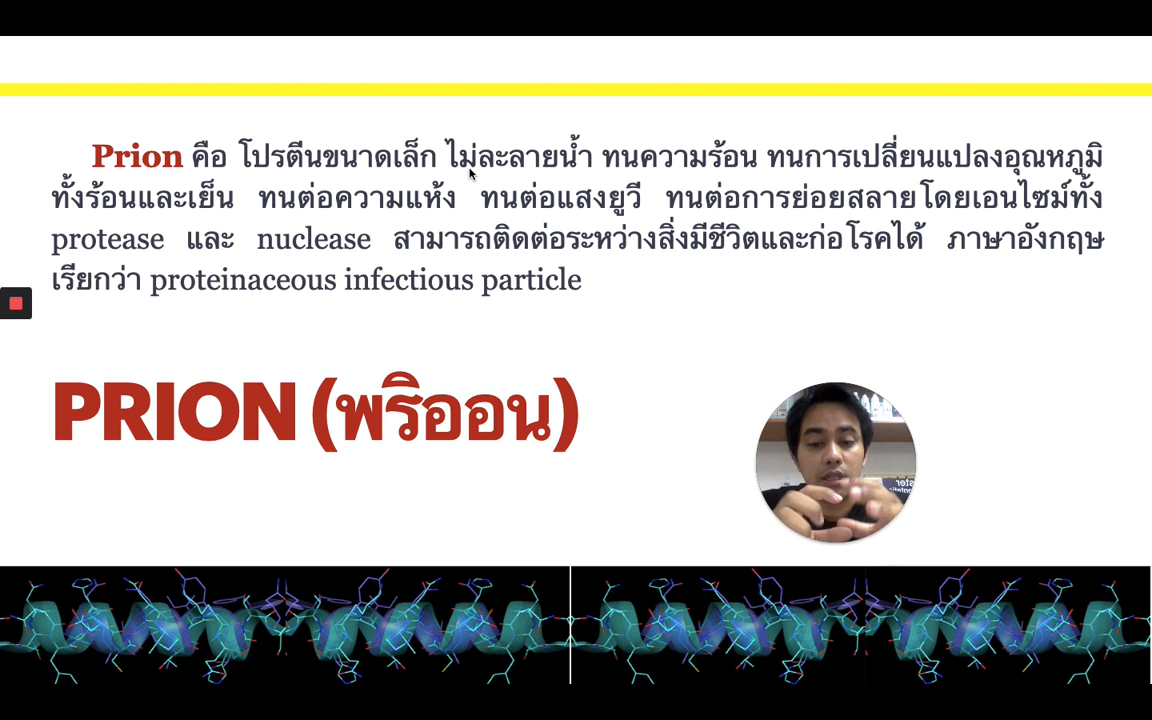 Prion คือ โปรตีนขนาดเล็ก ไม่ละลายน้ำ ทนความร้อน ทนการเปลี่ยนแปลงอุณหภูมิ
ทั้งร้อนและเย็น ทนต่อความแห้ง ทนต่อแสงยูวี ทนต่อการย่อยสลายโดยเอนไซม์ทั้ง
protease และ nuclease สามารถติดต่อระหว่างสิ่งมีชีวิตและก่อโรคได้ ภาษาอังกฤษ
เรียกว่า proteinaceous infectious particle
PRION (พริออน)